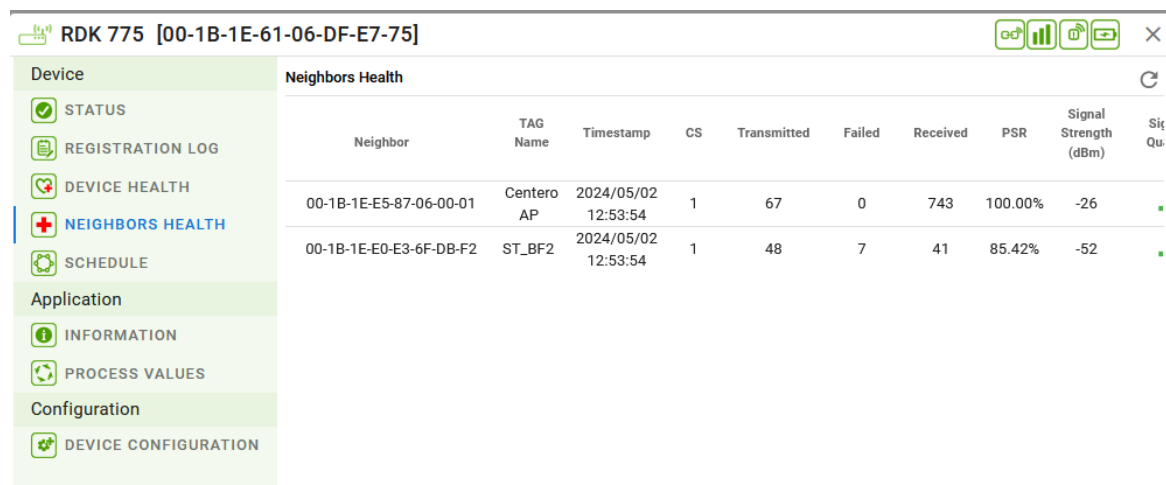 RDK 775 [00-1B-1E-61-06-DF-E7-75]
Device
STATUS
REGISTRATION LOG
DEVICE HEALTH
NEIGHBORS HEALTH
SCHEDULE
Application
INFORMATION
PROCESS VALUES
Configuration
DEVICE CONFIGURATION
Neighbors Health
Neighbor TAG Name Timestamp CS Transmitted Failed Received PSR Signal Strength (dBm)
00-1B-1E-E5-87-06-00-01 Centero AP 2024/05/02 12:53:54 1 67 0 743 100.00% -26
00-1B-1E-E0-E3-6F-DB-F2 ST_BF2 2024/05/02 12:53:54 1 48 7 41 85.42% -52